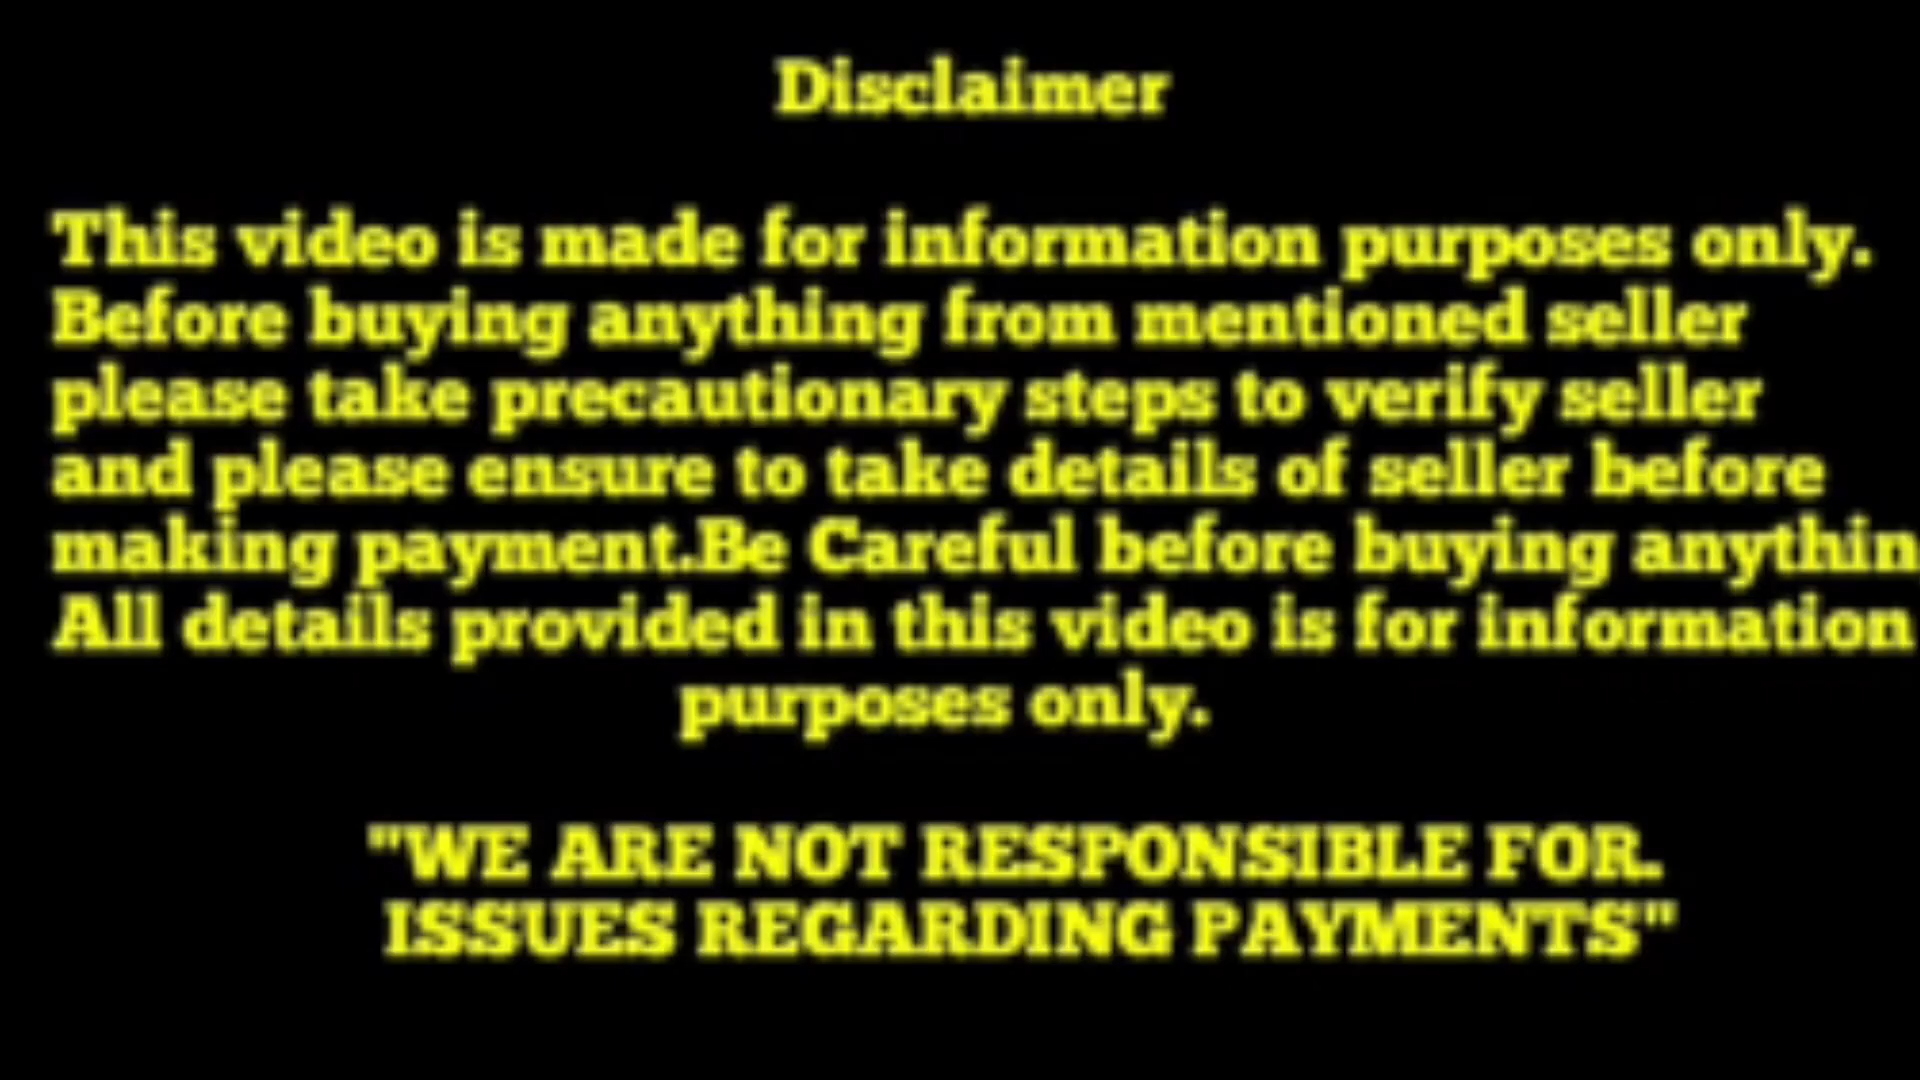 Disclaimer
This video is made for information purposes only.
Before buying anything from mentioned seller
please take precautionary steps to verify seller
and please ensure to take details of seller before
making payment.Be Careful before buying anythin
All details provided in this video is for information
purposes only.
"WE ARE NOT RESPONSIBLE FOR.
ISSUES REGARDING PAYMENTS"